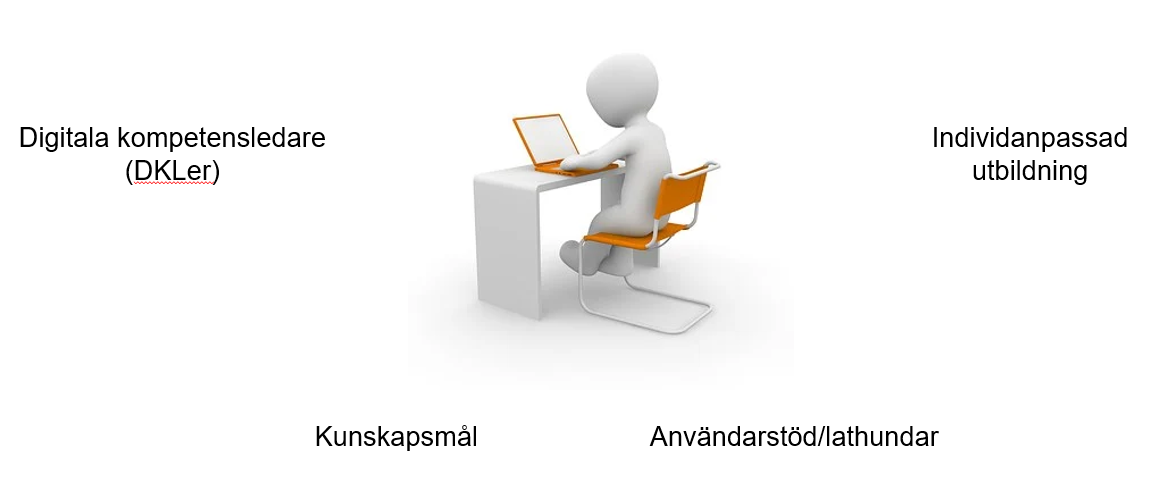 Digitala kompetensledare
(DKLer)
Individanpassad
utbildning
Kunskapsmål
Användarstöd/lathundar